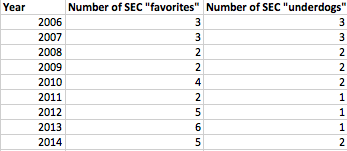 Year Number of SEC "favorites" Number of SEC "underdogs"
2006 3 3
2007 3 3
2008 2 2
2009 2 2
2010 4 2
2011 2 1
2012 5 1
2013 6 1
2014 5 2